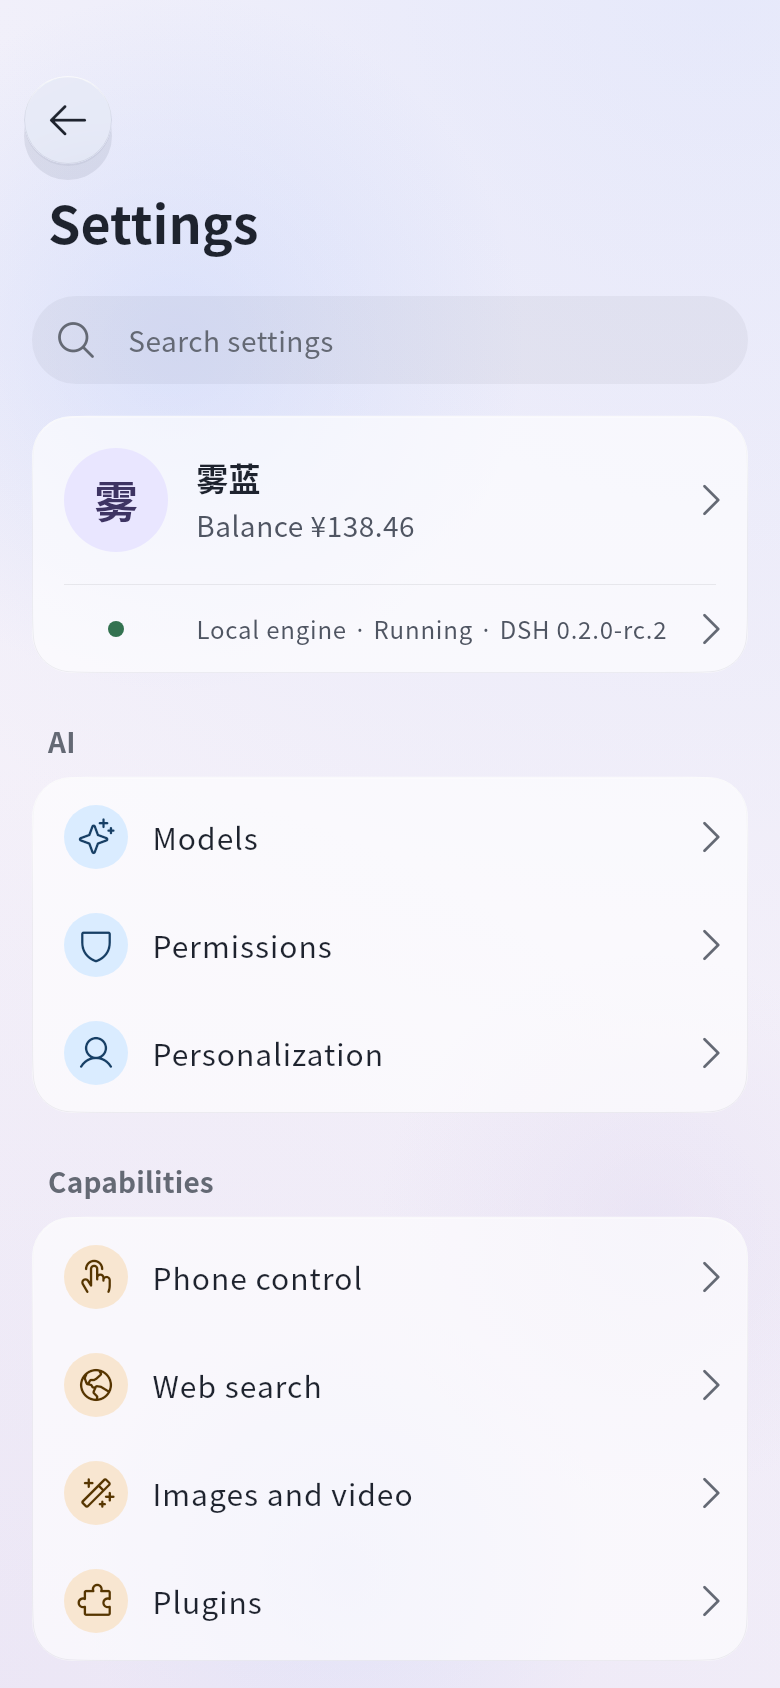 Settings
Search settings
雾
雾蓝
Balance ¥138.46
Local engine · Running · DSH 0.2.0-rc.2
AI
Models
Permissions
Personalization
Capabilities
Phone control
Web search
Images and video
Plugins